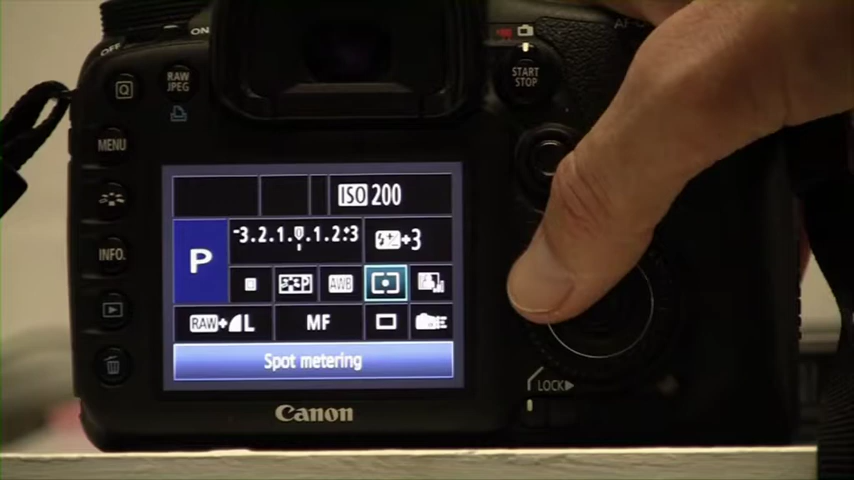 ON
OFF
AF-O
Q
RAW
JPEG
START
STOP
MENU
INFO.
ISO 200
-3.2.1.0.1.2.+3
+3
P
AWB
RAW+L
MF
Spot metering
LOCK
Canon